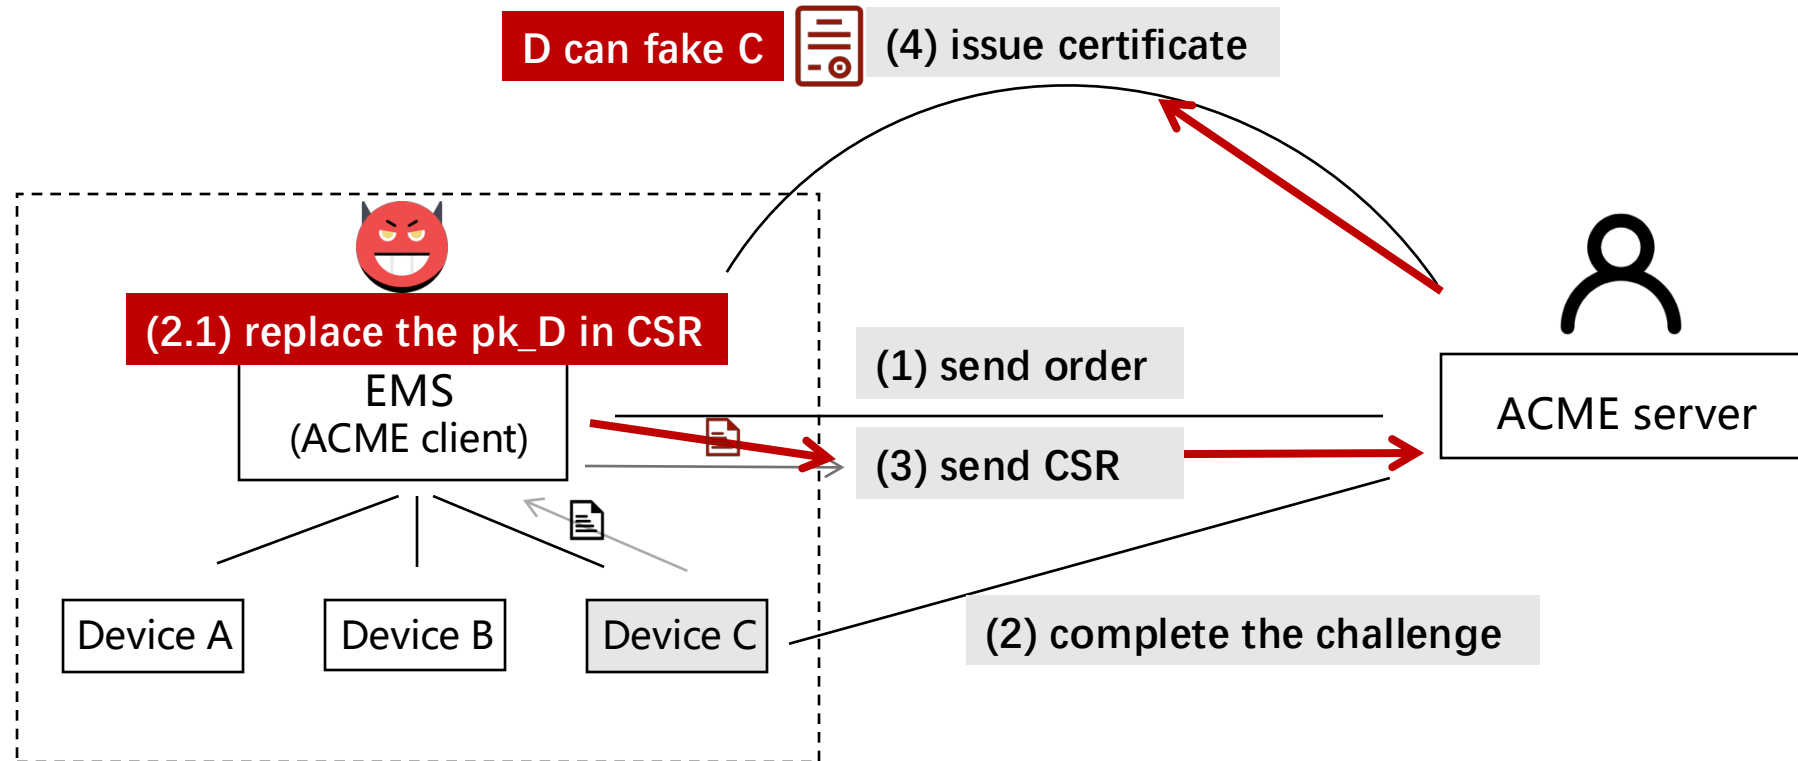 D can fake C
(4) issue certificate
(2.1) replace the pk_D in CSR
EMS
(ACME client)
(1) send order
(3) send CSR
ACME server
Device A
Device B
Device C
(2) complete the challenge